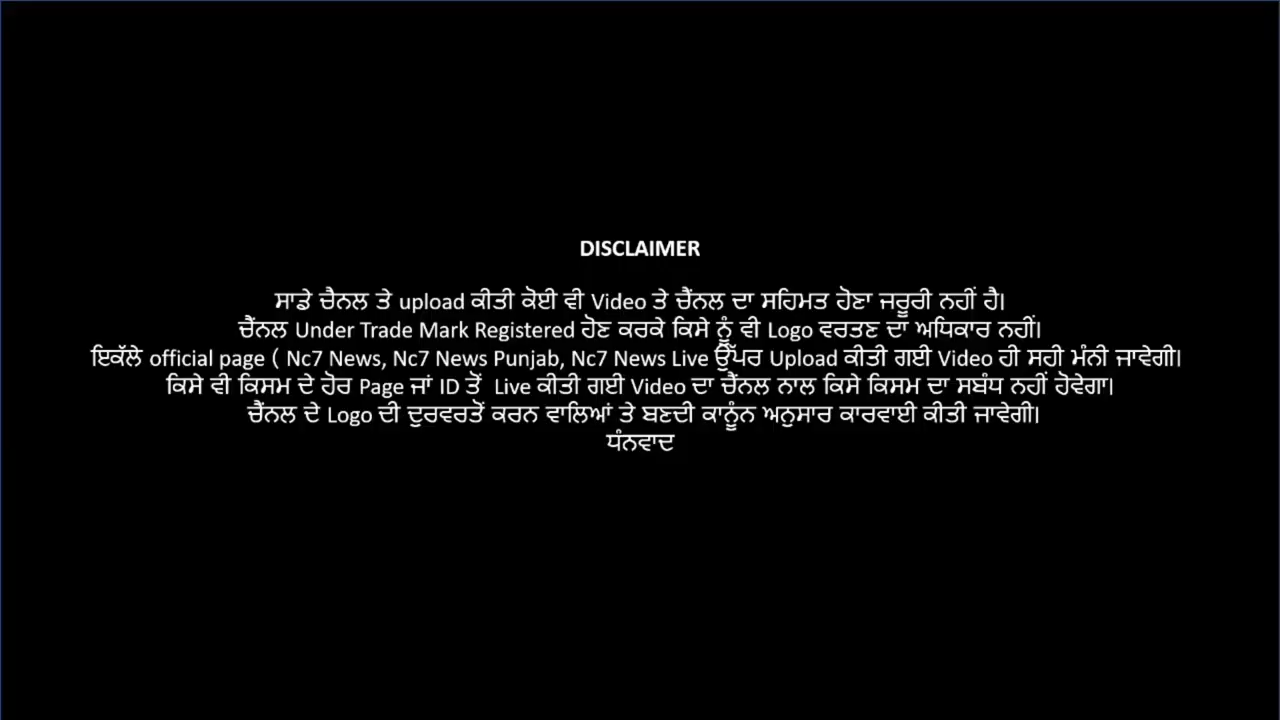 DISCLAIMER
ਸਾਡੇ ਚੈਨਲ ਤੇ upload ਕੀਤੀ ਕੋਈ ਵੀ Video ਤੇ ਚੈਂਨਲ ਦਾ ਸਹਿਮਤ ਹੋਣਾ ਜਰੂਰੀ ਨਹੀਂ ਹੈ।
ਚੈਂਨਲ Under Trade Mark Registered ਹੋਣ ਕਰਕੇ ਕਿਸੇ ਨੂੰ ਵੀ Logo ਵਰਤਣ ਦਾ ਅਧਿਕਾਰ ਨਹੀਂ।
ਇਕੱਲੇ official page ( Nc7 News, Nc7 News Punjab, Nc7 News Live ਉੱਪਰ Upload ਕੀਤੀ ਗਈ Video ਹੀ ਸਹੀ ਮੰਨੀ ਜਾਵੇਗੀ।
ਕਿਸੇ ਵੀ ਕਿਸਮ ਦੇ ਹੋਰ Page ਜਾਂ ID ਤੋਂ Live ਕੀਤੀ ਗਈ Video ਦਾ ਚੈਂਨਲ ਨਾਲ ਕਿਸੇ ਕਿਸਮ ਦਾ ਸਬੰਧ ਨਹੀਂ ਹੋਵੇਗਾ।
ਚੈਂਨਲ ਦੇ Logo ਦੀ ਦੁਰਵਰਤੋਂ ਕਰਨ ਵਾਲਿਆਂ ਤੇ ਬਣਦੀ ਕਾਨੂੰਨ ਅਨੁਸਾਰ ਕਾਰਵਾਈ ਕੀਤੀ ਜਾਵੇਗੀ।
ਧੰਨਵਾਦ